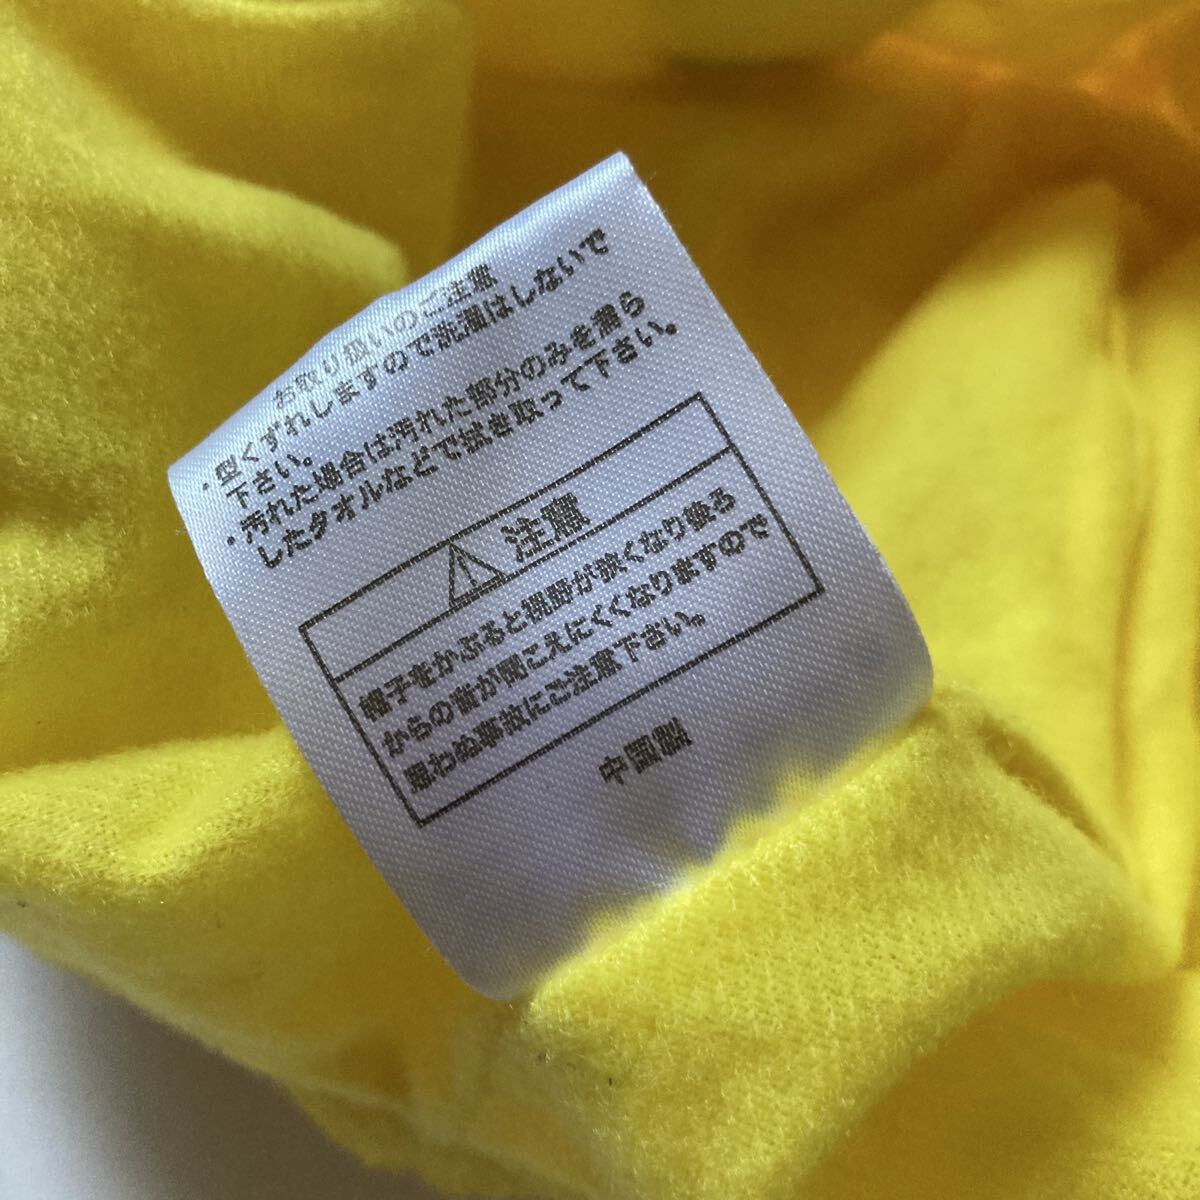 お取り扱いのご注意
・型くずれしますので洗濯はしないで
下さい。
・汚れた場合は汚れた部分のみを濡ら
したタオルなどで拭き取って下さい。
注意
帽子をかぶると視野が狭くなり後ろ
からの音が聞こえにくくなりますので
思わぬ事故にご注意下さい。
中国製